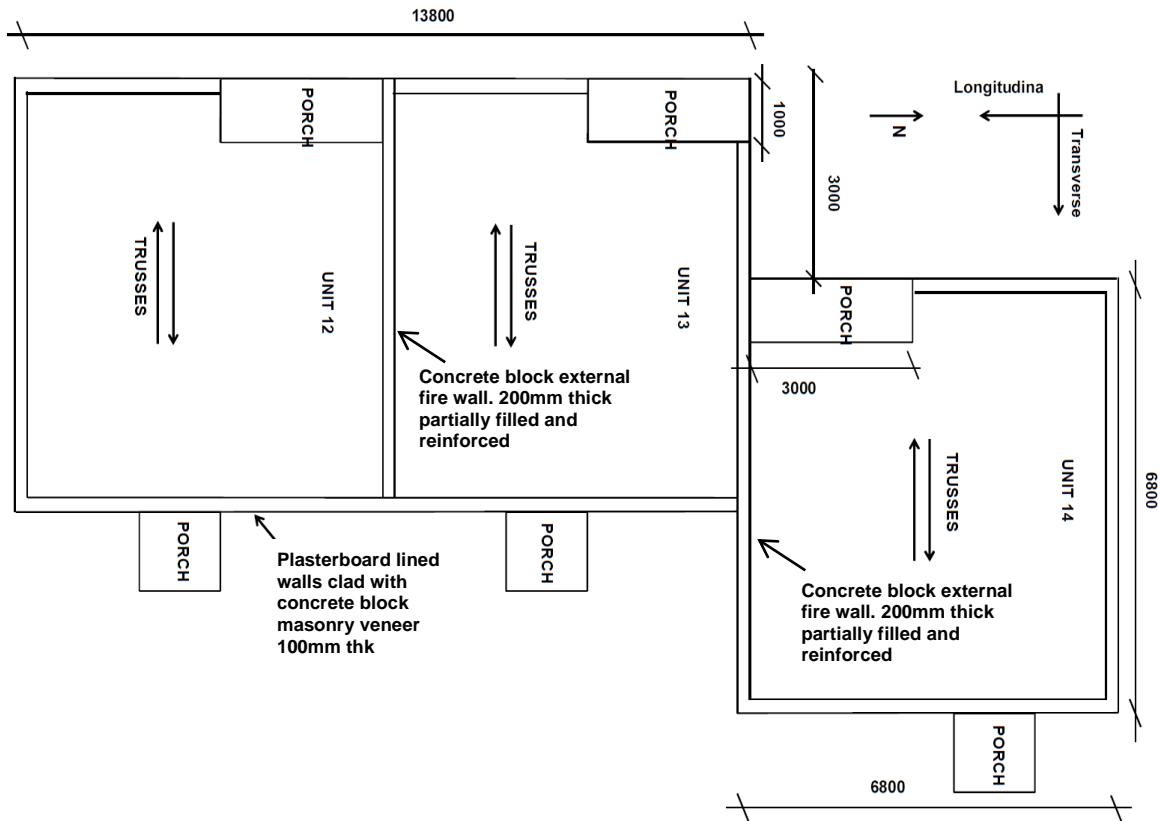 13800
PORCH
PORCH
1000
3000
Longitudina
N
Transverse
TRUSSES
UNIT 12
TRUSSES
UNIT 13
PORCH
3000
Concrete block external
fire wall. 200mm thick
partially filled and
reinforced
TRUSSES
UNIT 14
6800
PORCH
PORCH
Plasterboard lined
walls clad with
concrete block
masonry veneer
100mm thk
Concrete block external
fire wall. 200mm thick
partially filled and
reinforced
PORCH
6800